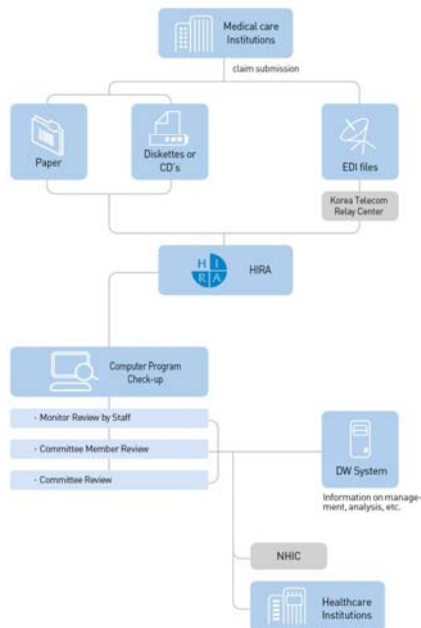 Medical care
Institutions
claim submission
Paper
Diskettes or
CD's
EDI files
Korea Telecom
Relay Center
H I
R A
HIRA
Computer Program
Check-up
· Monitor Review by Staff
· Committee Member Review
· Committee Review
DW System
Information on manage-
ment, analysis, etc.
NHIC
Healthcare
Institutions